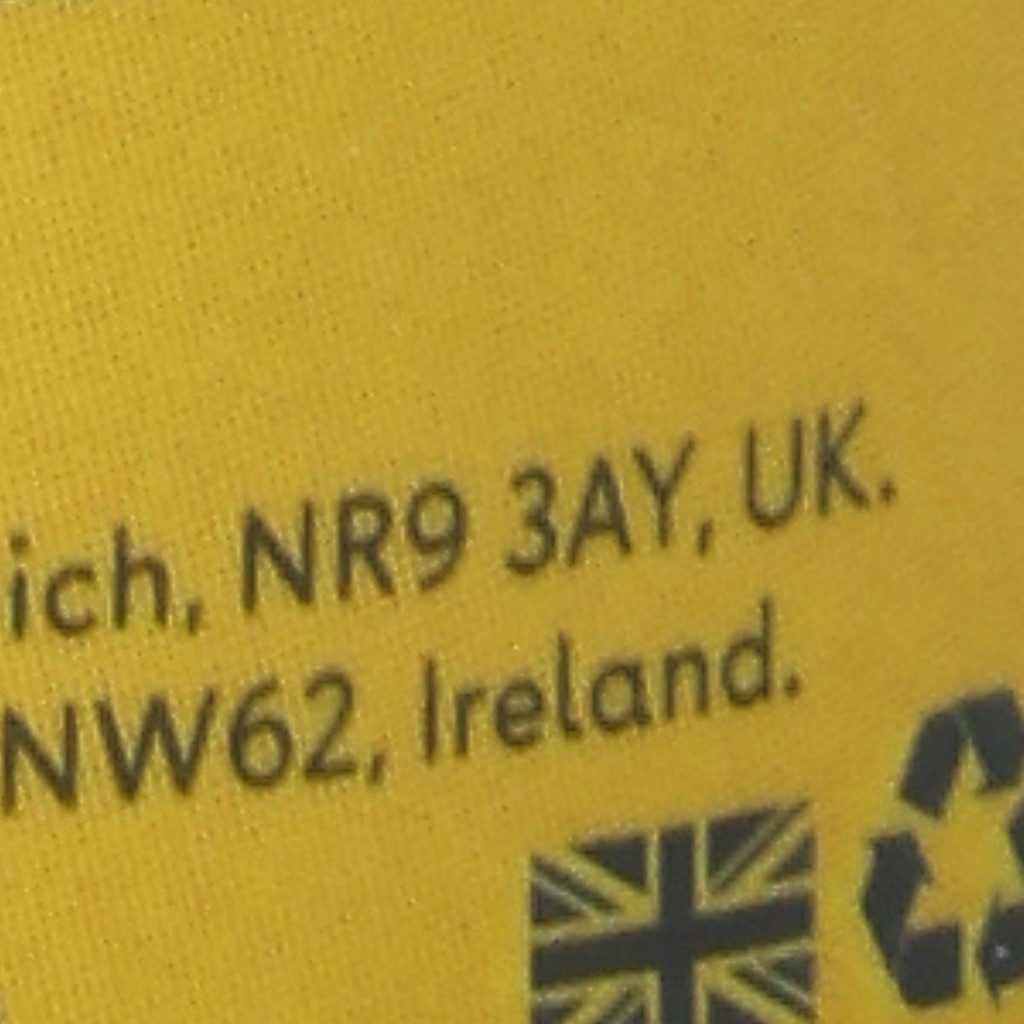 ich, NR9 3AY, UK.
NW62, Ireland.